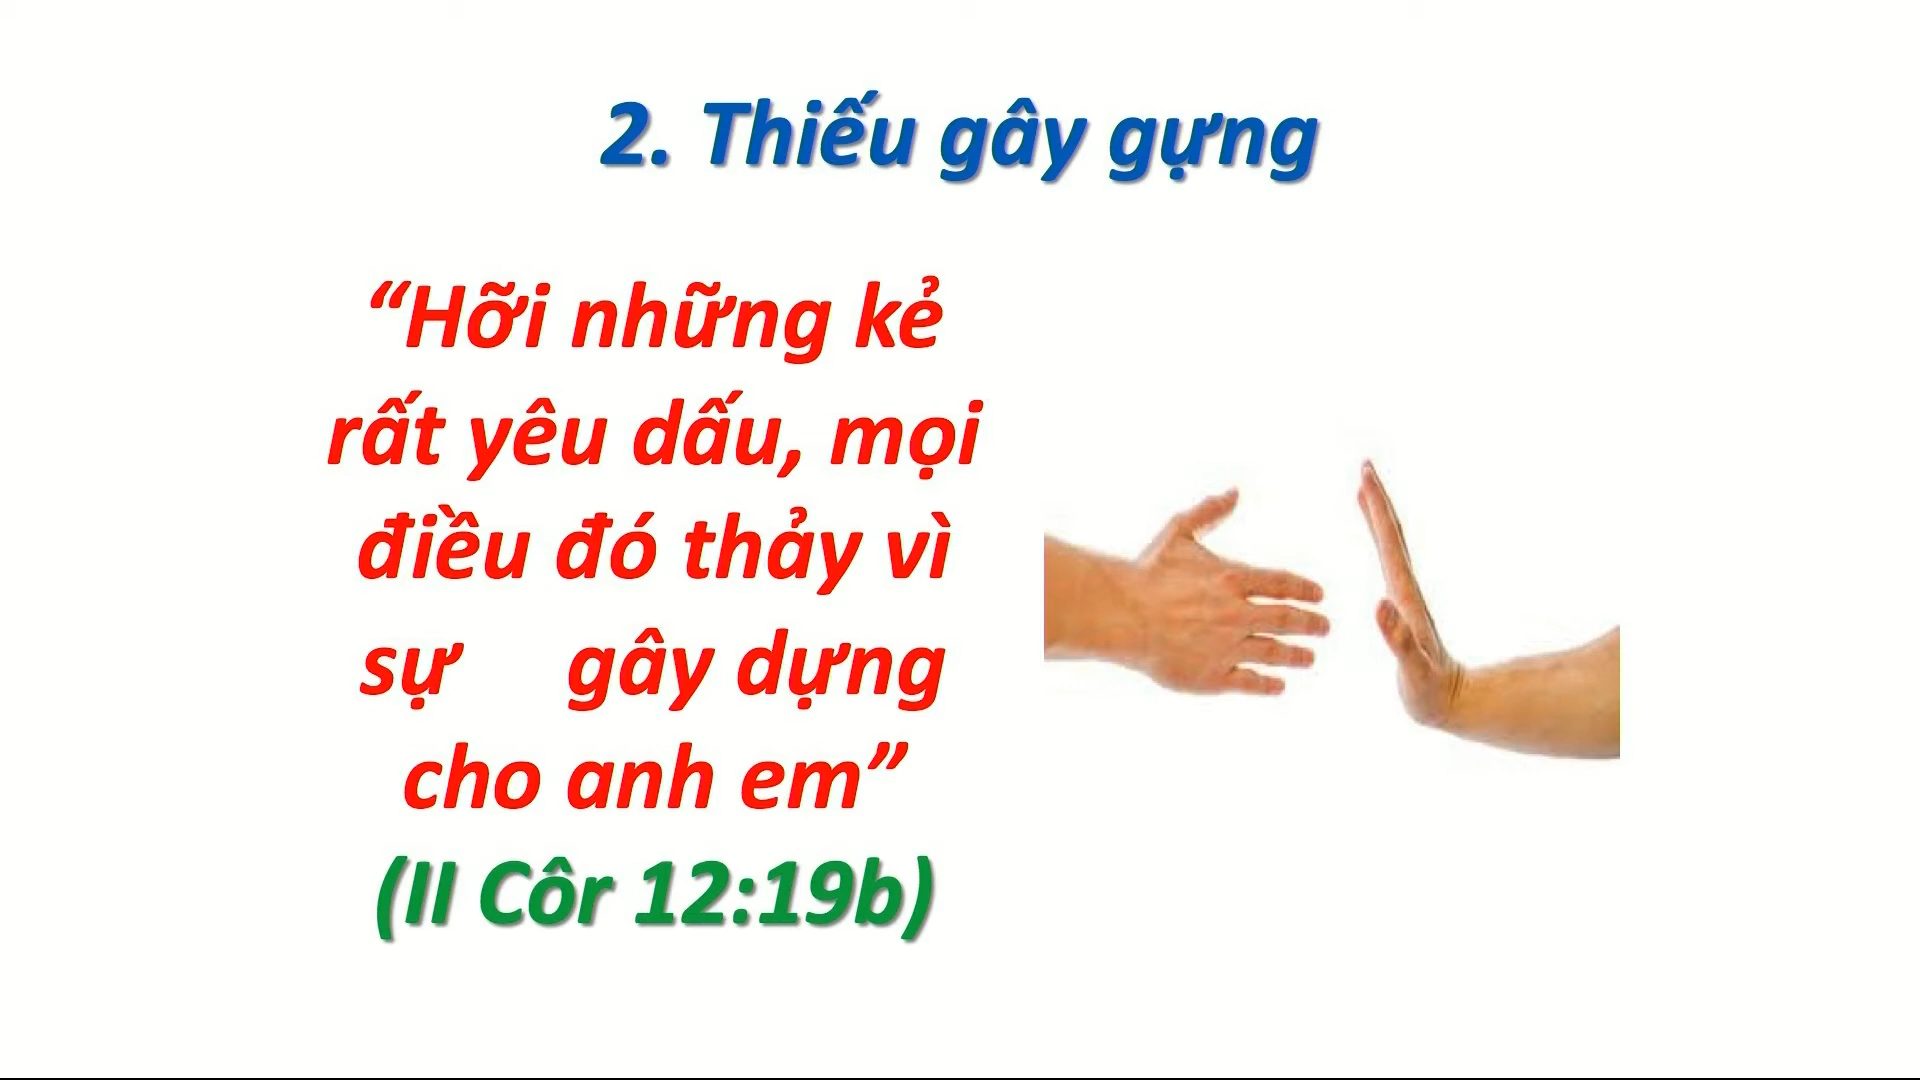 2. Thiếu gây gựng
“Hỡi những kẻ
rất yêu dấu, mọi
điều đó thảy vì
sự gây dựng
cho anh em”
(II Côr 12:19b)